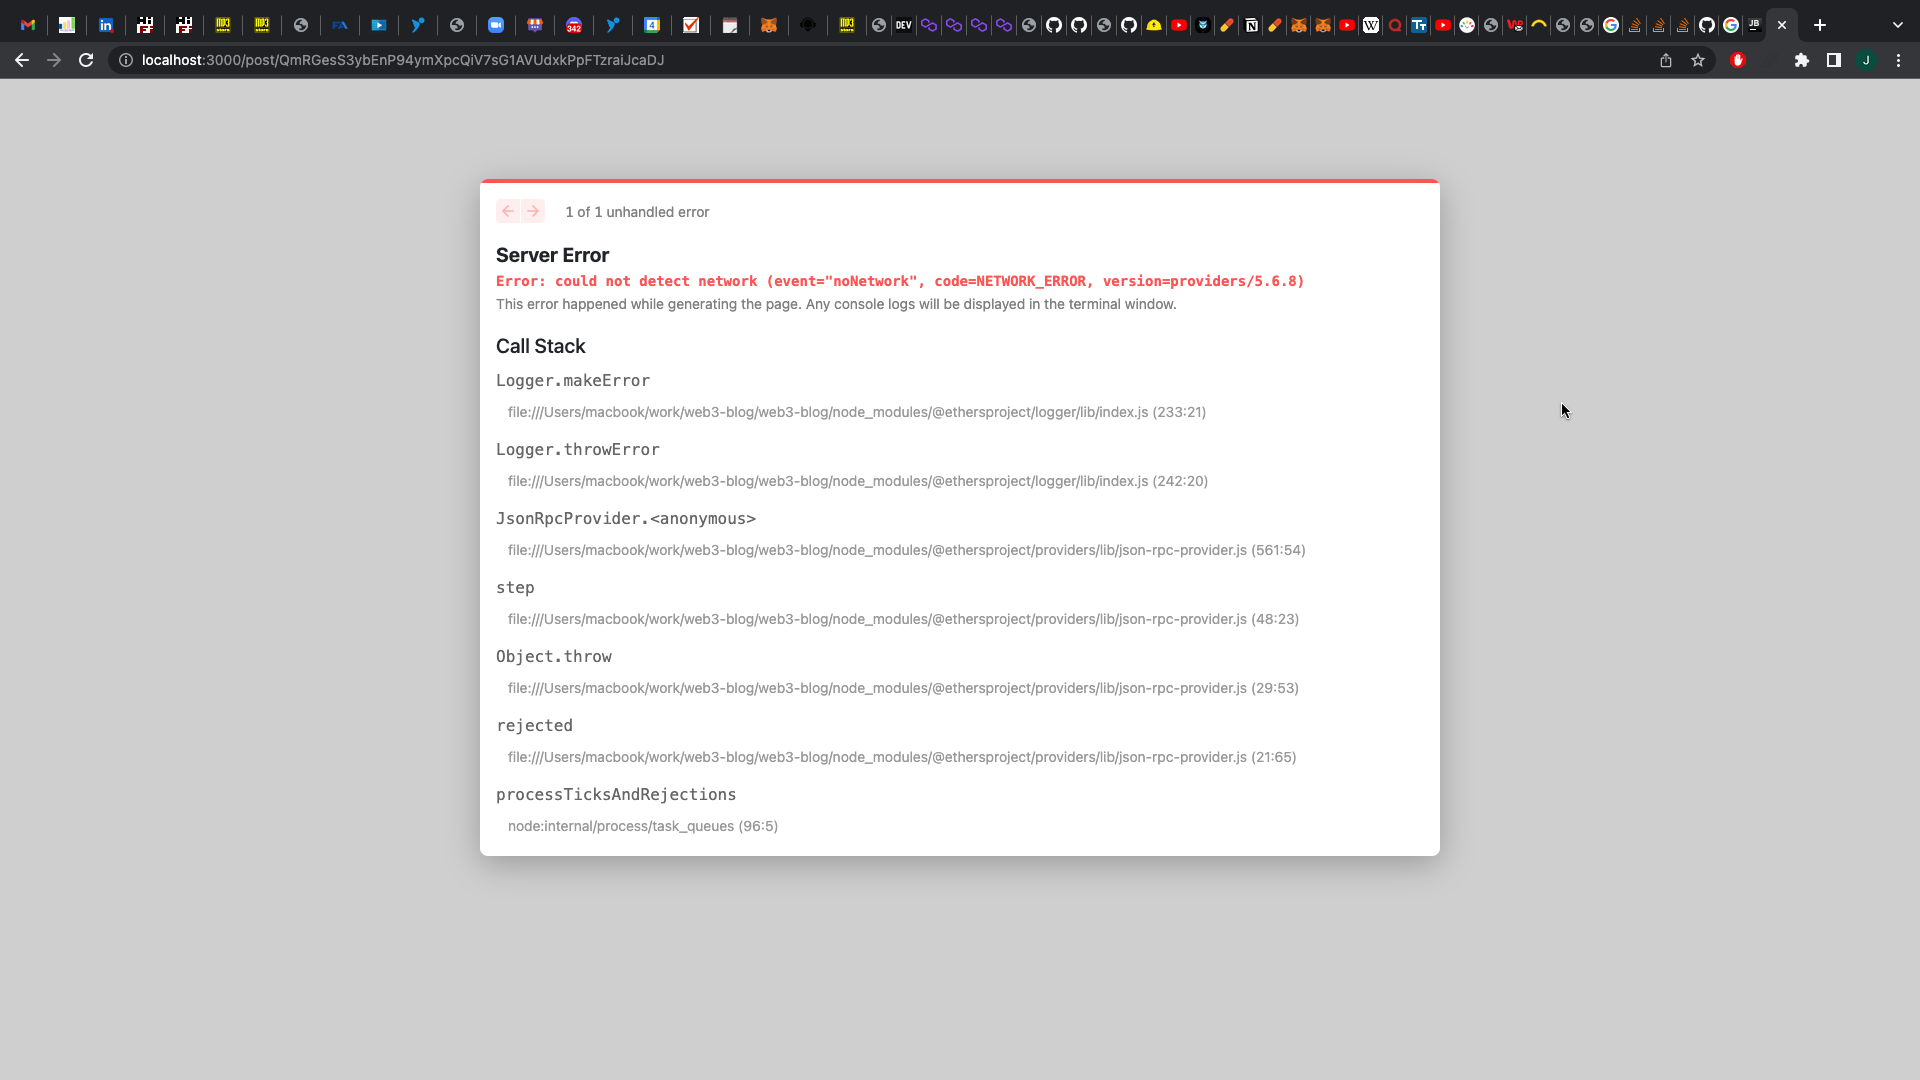 localhost:3000/post/QmRGesS3ybEnP94ymXpcQiV7sG1AVUdxkPpFTzraiJcaDJ
1 of 1 unhandled error
Server Error
Error: could not detect network (event="noNetwork", code=NETWORK_ERROR, version=providers/5.6.8)
This error happened while generating the page. Any console logs will be displayed in the terminal window.
Call Stack
Logger.makeError
file:///Users/macbook/work/web3-blog/web3-blog/node_modules/@ethersproject/logger/lib/index.js (233:21)
Logger.throwError
file:///Users/macbook/work/web3-blog/web3-blog/node_modules/@ethersproject/logger/lib/index.js (242:20)
JsonRpcProvider.<anonymous>
file:///Users/macbook/work/web3-blog/web3-blog/node_modules/@ethersproject/providers/lib/json-rpc-provider.js (561:54)
step
file:///Users/macbook/work/web3-blog/web3-blog/node_modules/@ethersproject/providers/lib/json-rpc-provider.js (48:23)
Object.throw
file:///Users/macbook/work/web3-blog/web3-blog/node_modules/@ethersproject/providers/lib/json-rpc-provider.js (29:53)
rejected
file:///Users/macbook/work/web3-blog/web3-blog/node_modules/@ethersproject/providers/lib/json-rpc-provider.js (21:65)
processTicksAndRejections
node:internal/process/task_queues (96:5)